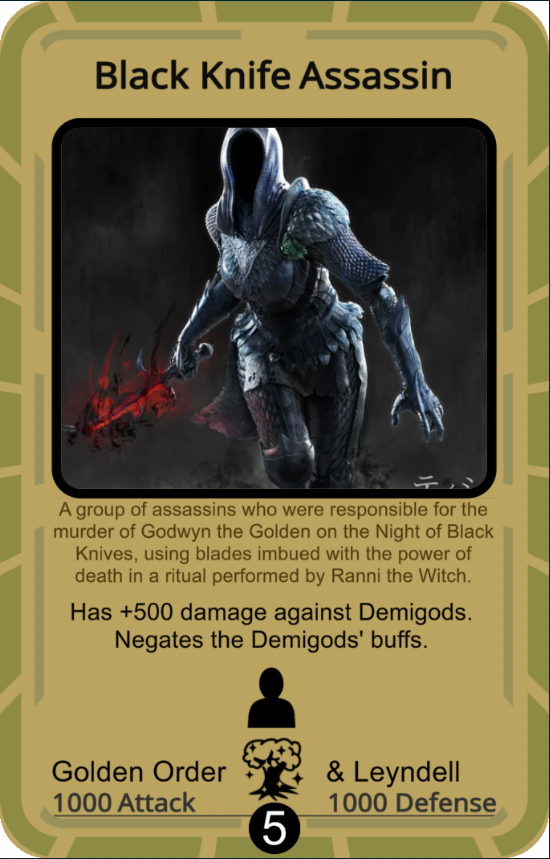 Black Knife Assassin
テバ
A group of assassins who were responsible for the
murder of Godwyn the Golden on the Night of Black
Knives, using blades imbued with the power of
death in a ritual performed by Ranni the Witch.
Has +500 damage against Demigods.
Negates the Demigods' buffs.
Golden Order & Leyndell
1000 Attack 1000 Defense
5